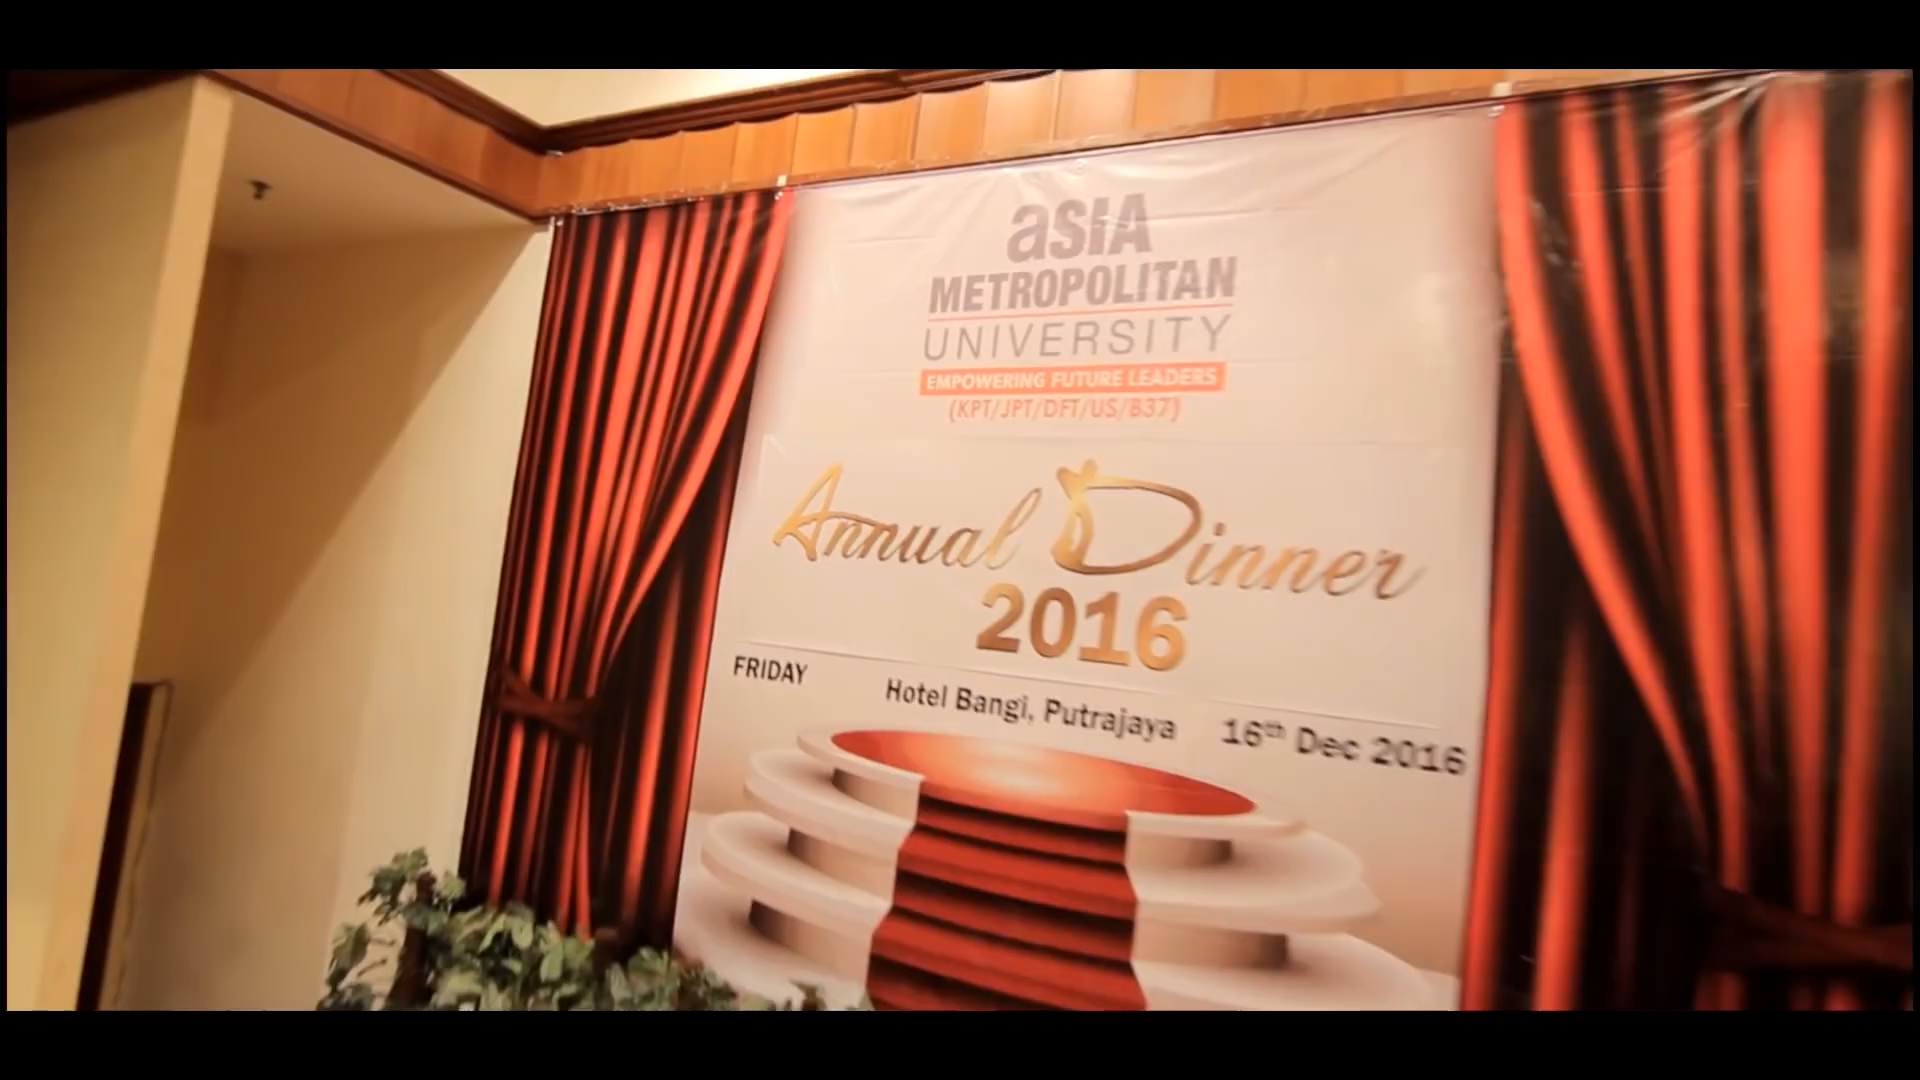 aSIA
METROPOLITAN
UNIVERSITY
EMPOWERING FUTURE LEADERS
(KPT/JPT/DFT/US/B37)
Annual Dinner
2016
FRIDAY Hotel Bangi, Putrajaya 16th Dec 2016